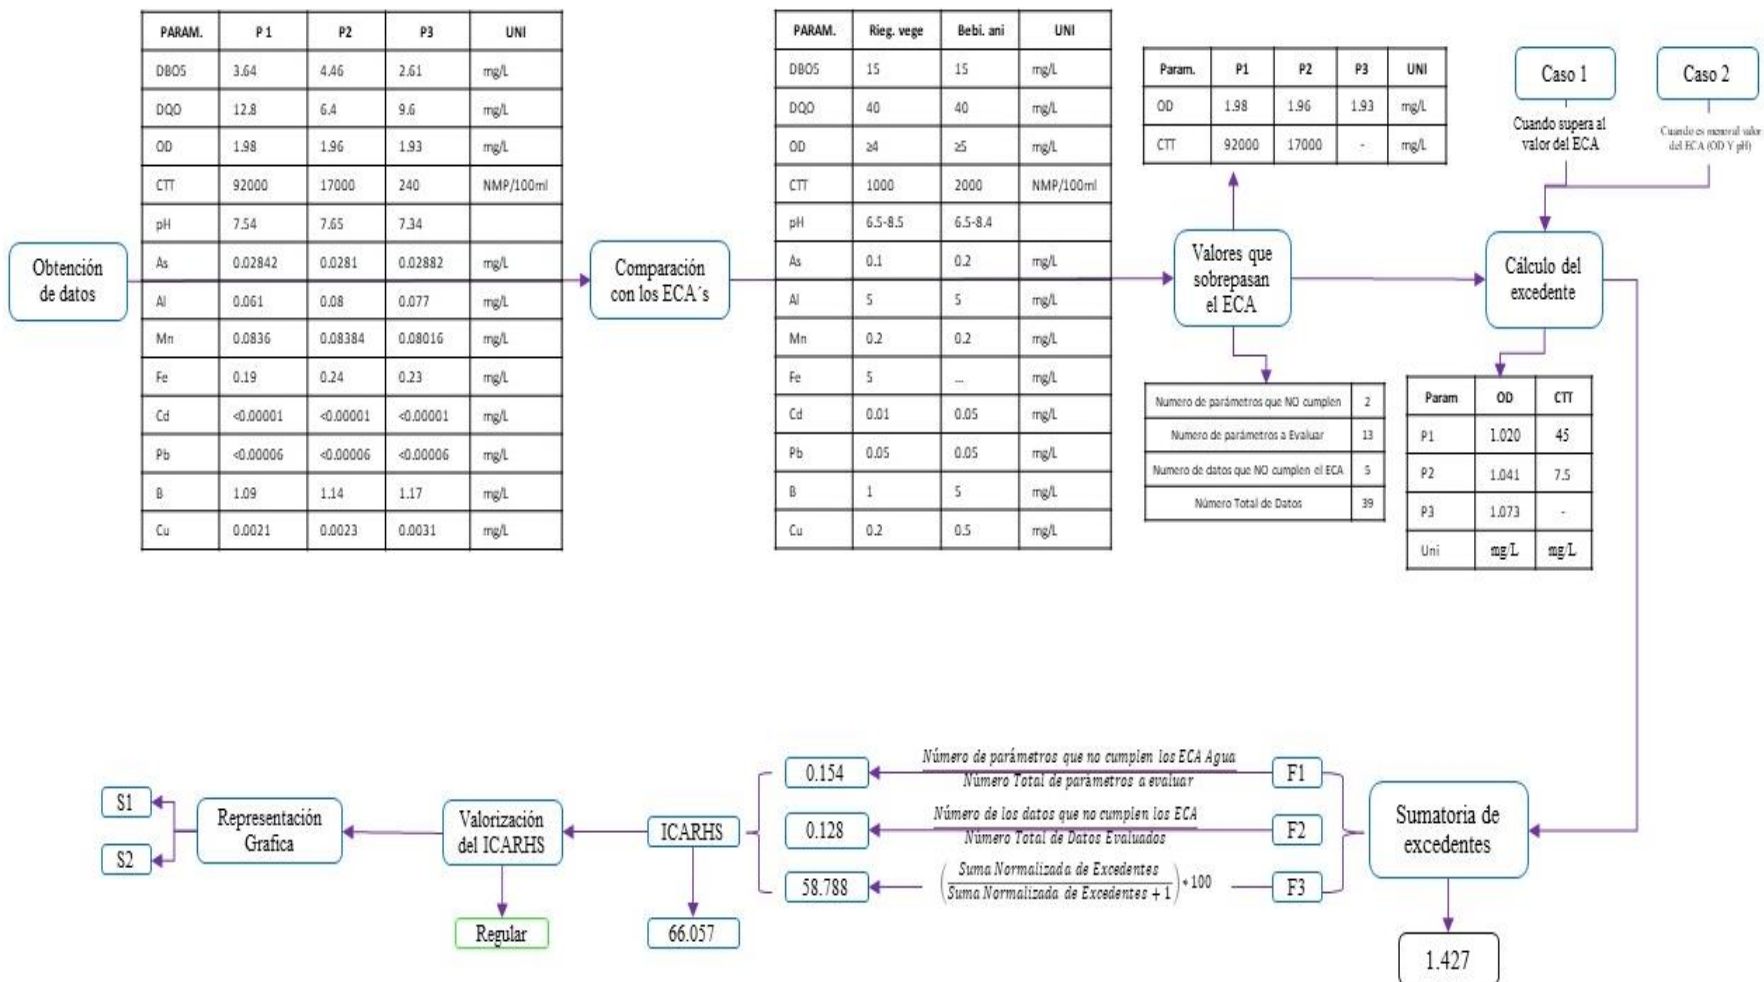 Obtención
de datos
PARAM. P 1 P2 P3 UNI
DBO5 3.64 4.46 2.61 mg/L
DQO 12.8 6.4 9.6 mg/L
OD 1.98 1.96 1.93 mg/L
CTT 92000 17000 240 NMP/100ml
pH 7.54 7.65 7.34
As 0.02842 0.0281 0.02882 mg/L
Al 0.061 0.08 0.077 mg/L
Mn 0.0836 0.08384 0.08016 mg/L
Fe 0.19 0.24 0.23 mg/L
Cd <0.00001 <0.00001 <0.00001 mg/L
Pb <0.00006 <0.00006 <0.00006 mg/L
B 1.09 1.14 1.17 mg/L
Cu 0.0021 0.0023 0.0031 mg/L
Comparación
con los ECA´s
PARAM. Rieg. vege Bebi. ani UNI
DBO5 15 15 mg/L
DQO 40 40 mg/L
OD ≥4 ≥5 mg/L
CTT 1000 2000 NMP/100ml
pH 6.5-8.5 6.5-8.4
As 0.1 0.2 mg/L
Al 5 5 mg/L
Mn 0.2 0.2 mg/L
Fe 5 ... mg/L
Cd 0.01 0.05 mg/L
Pb 0.05 0.05 mg/L
B 1 5 mg/L
Cu 0.2 0.5 mg/L
Param. P1 P2 P3 UNI
OD 1.98 1.96 1.93 mg/L
CTT 92000 17000 - mg/L
Valores que
sobrepasan
el ECA
Numero de parámetros que NO cumplen 2
Numero de parámetros a Evaluar 13
Numero de datos que NO cumplen el ECA 5
Número Total de Datos 39
Caso 1
Cuando supera al
valor del ECA
Caso 2
Cuando es menor al valor
del ECA (OD Y pH)
Cálculo del
excedente
Param OD CTT
P1 1.020 45
P2 1.041 7.5
P3 1.073 -
Uni mg/L mg/L
S1
S2
Representación
Grafica
Valorización
del ICARHS
Regular
ICARHS
66.057
0.154
Número de parámetros que no cumplen los ECA Agua
Número Total de parámetros a evaluar
F1
0.128
Número de los datos que no cumplen los ECA
Número Total de Datos Evaluados
F2
58.788
(Suma Normalizada de Excedentes
Suma Normalizada de Excedentes + 1) * 100
F3
Sumatoria de
excedentes
1.427